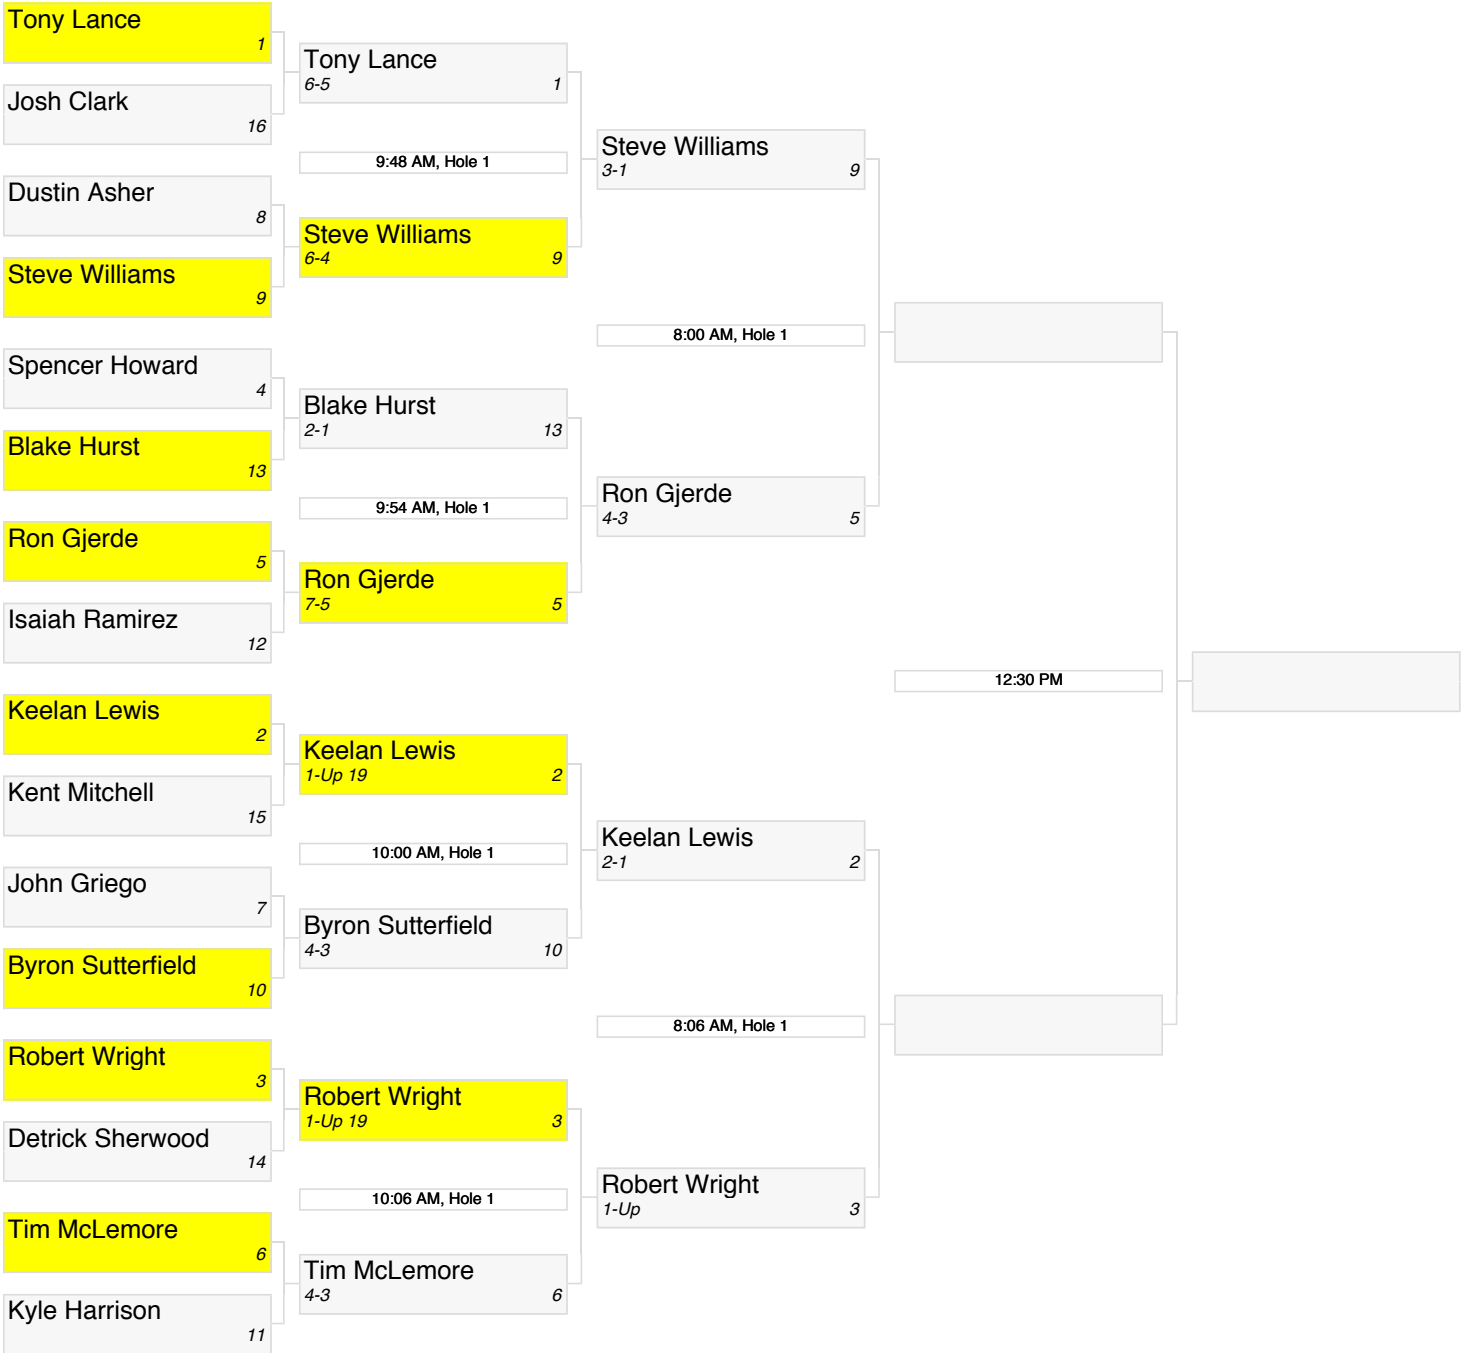 Tony Lance
1
Josh Clark
16
Dustin Asher
8
Steve Williams
9
Spencer Howard
4
Blake Hurst
13
Ron Gjerde
5
Isaiah Ramirez
12
Keelan Lewis
2
Kent Mitchell
15
John Griego
7
Byron Sutterfield
10
Robert Wright
3
Detrick Sherwood
14
Tim McLemore
6
Kyle Harrison
11
Tony Lance
6-5 1
9:48 AM, Hole 1
Steve Williams
6-4 9
Blake Hurst
2-1 13
9:54 AM, Hole 1
Ron Gjerde
7-5 5
Keelan Lewis
1-Up 19 2
10:00 AM, Hole 1
Byron Sutterfield
4-3 10
Robert Wright
1-Up 19 3
10:06 AM, Hole 1
Tim McLemore
4-3 6
Steve Williams
3-1 9
8:00 AM, Hole 1
Ron Gjerde
4-3 5
Keelan Lewis
2-1 2
8:06 AM, Hole 1
Robert Wright
1-Up 3
12:30 PM